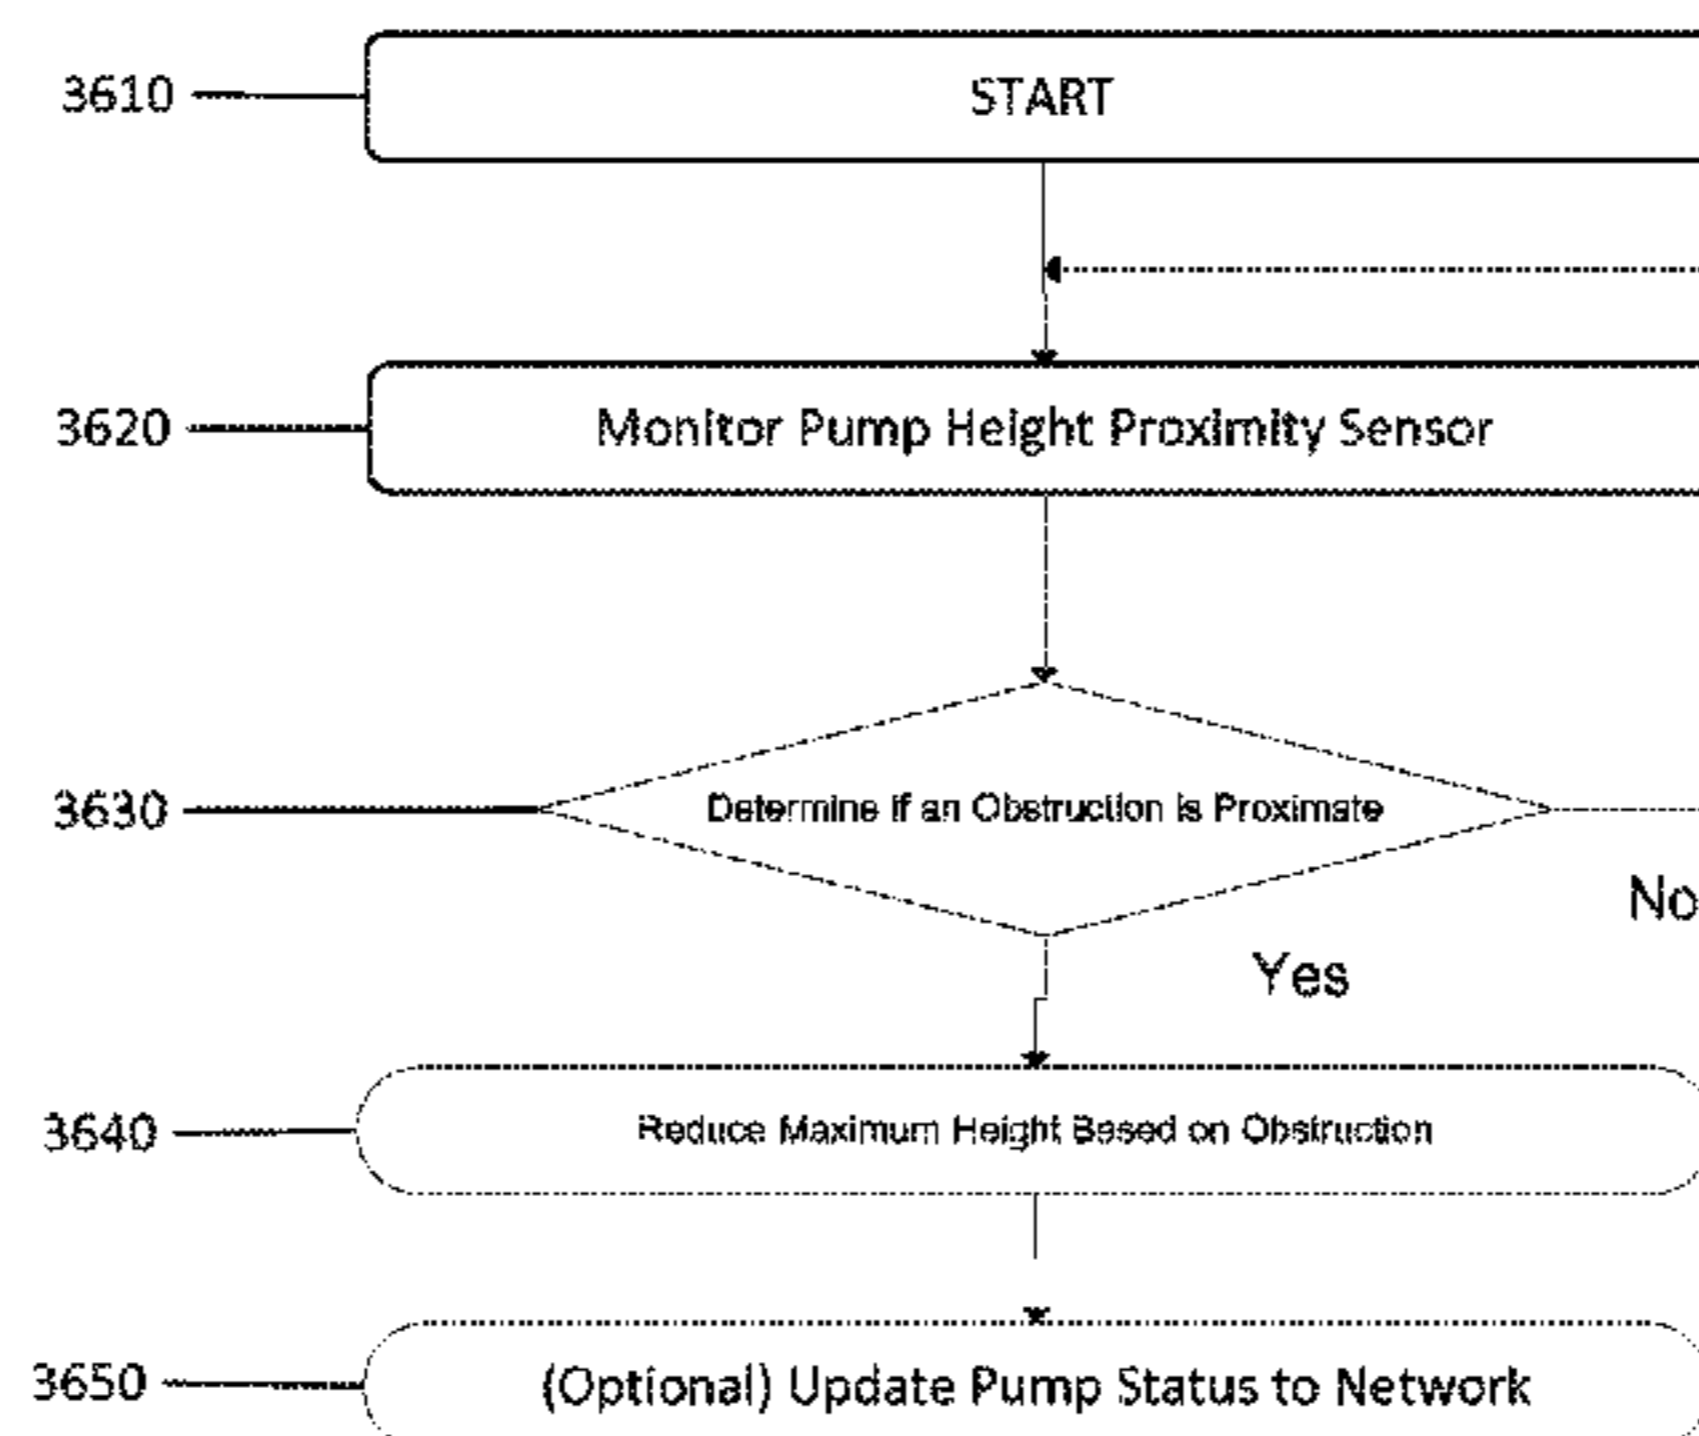 3610
START
3620
Monitor Pump Height Proximity Sensor
3630
Determine if an Obstruction is Proximate
No
Yes
3640
Reduce Maximum Height Based on Obstruction
3650
(Optional) Update Pump Status to Network